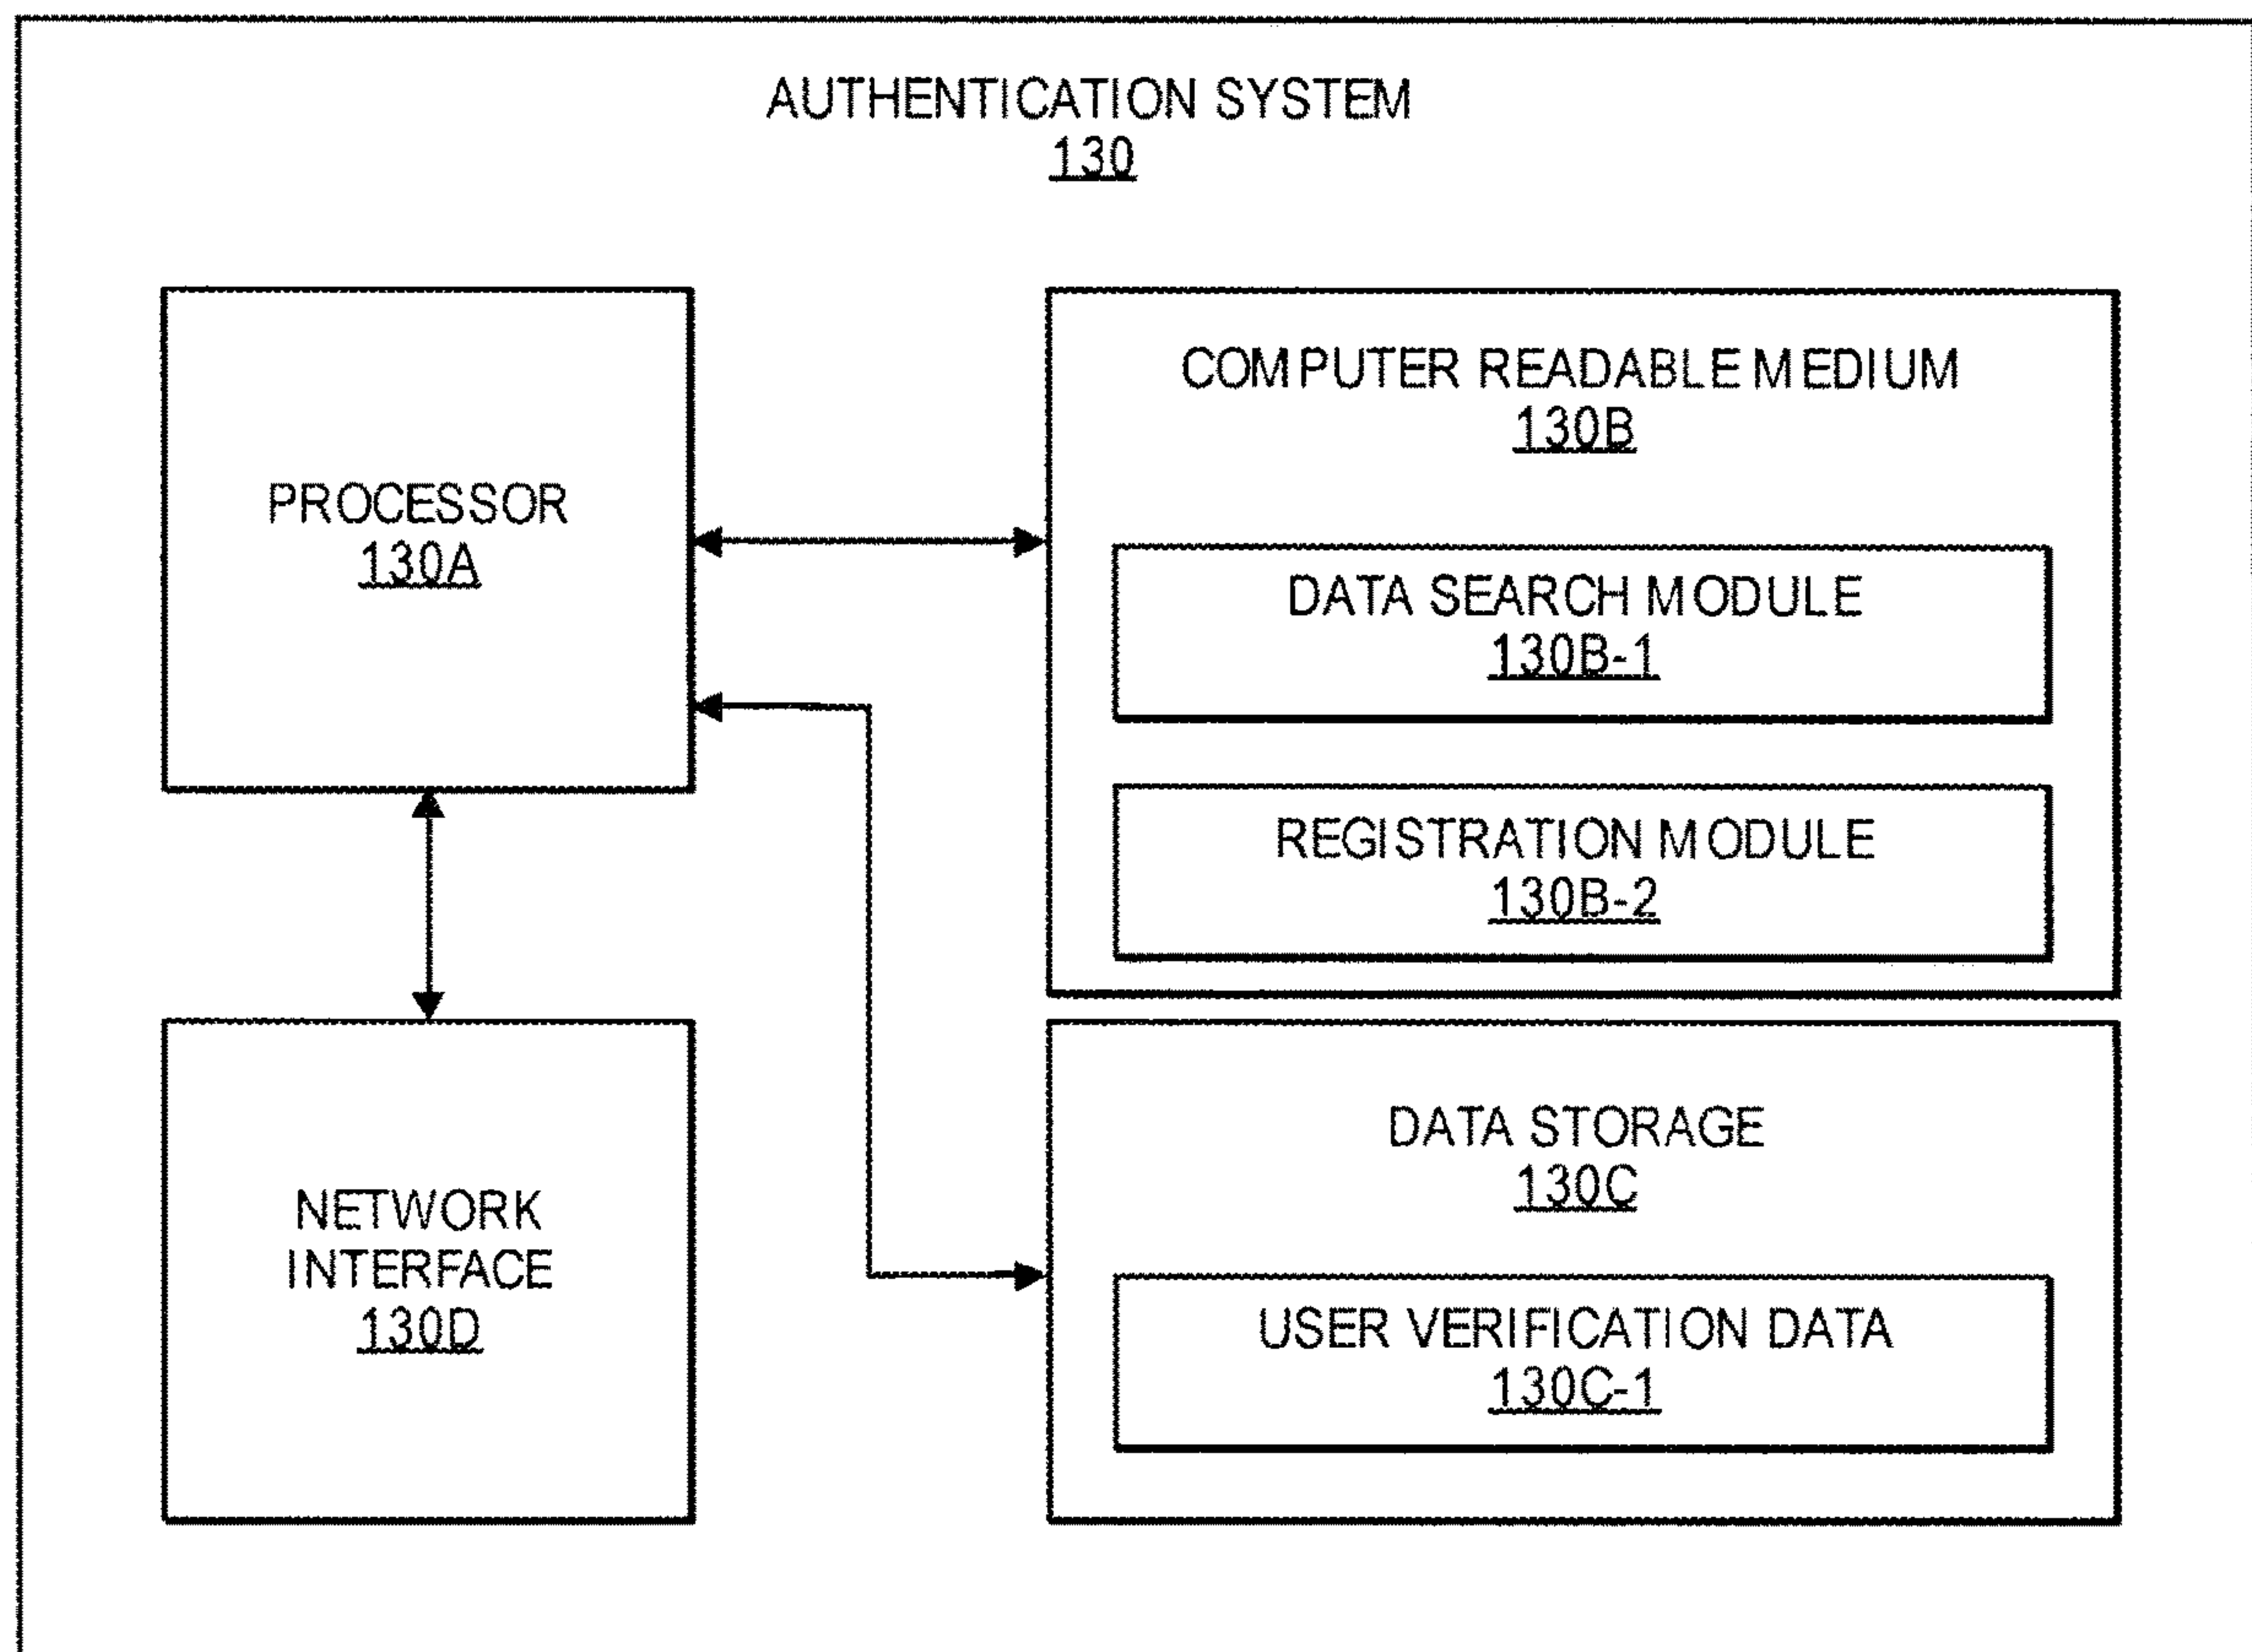 AUTHENTICATION SYSTEM
130
PROCESSOR
130A
COMPUTER READABLE MEDIUM
130B
DATA SEARCH MODULE
130B-1
REGISTRATION MODULE
130B-2
NETWORK
INTERFACE
130D
DATA STORAGE
130C
USER VERIFICATION DATA
130C-1